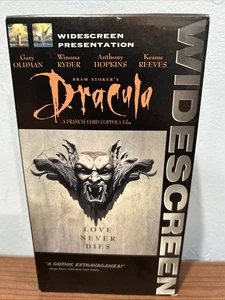 WIDESCREEN
PRESENTATION
Gary
OLDMAN
Winona
RYDER
Anthony
HOPKINS
Keanu
REEVES
BRAM STOKER'S
Dracula
A FRANCIS FORD COPPOLA Film
LOVE
NEVER
DIES
"A GOTHIC EXTRAVAGANZA!"
WIDESCREEN